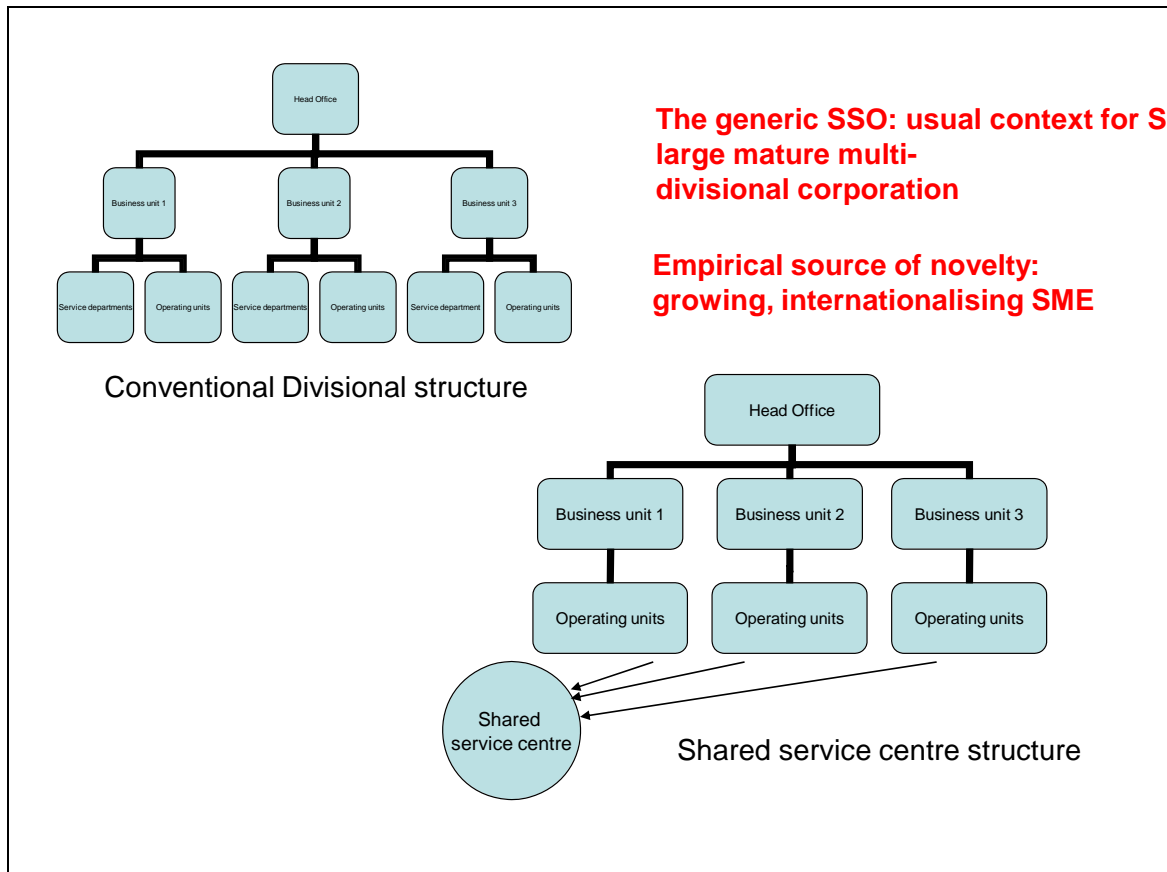 Head Office
The generic SSO: usual context for S
large mature multi-
divisional corporation
Business unit 1
Business unit 2
Business unit 3
Empirical source of novelty:
growing, internationalising SME
Service departments
Operating units
Service departments
Operating units
Service department
Operating units
Conventional Divisional structure
Head Office
Business unit 1
Business unit 2
Business unit 3
Operating units
Operating units
Operating units
Shared
service centre
Shared service centre structure